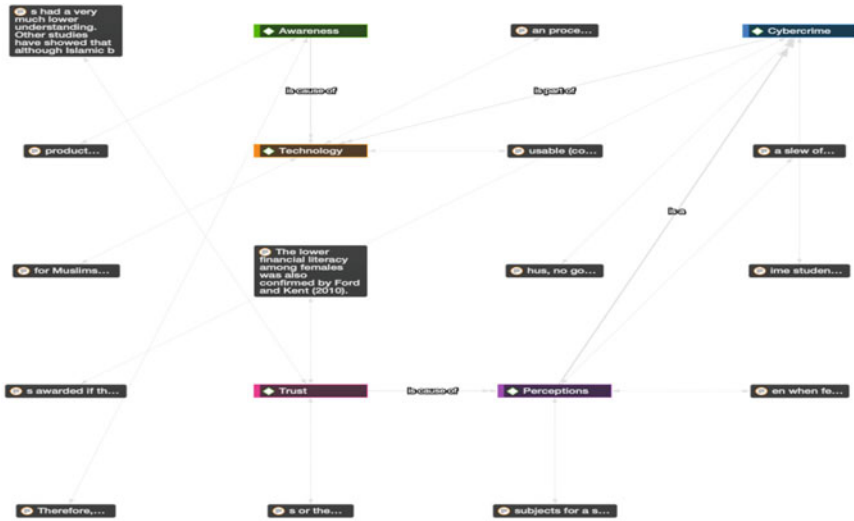 s had a very
much lower
understanding.
Other studies
have showed that
although Islamic b
Awareness
an proce...
Cybercrime
is cause of
is part of
product...
Technology
usable (co...
a slew of...
is a
for Muslims...
The lower
financial literacy
among females
was also
confirmed by Ford
and Kent (2010).
hus, no go...
ime studen...
s awarded if th...
Trust
is cause of
Perceptions
en when fe...
Therefore,...
s or the...
subjects for a s...